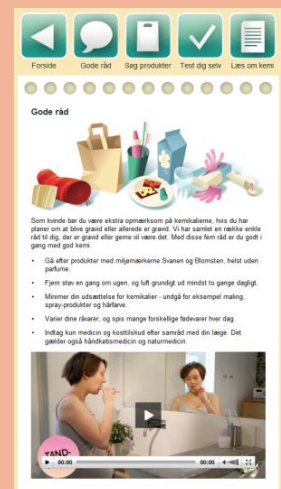 Forside Gode råd Søg produkter Test dig selv Læs om kemi
Gode råd
Som kvinde bør du være ekstra opmærksom på kemikalierne, hvis du har
planer om at blive gravid eller allerede er gravid. Vi har samlet en række enkle
råd til dig, der er gravid eller gerne vil være det. Med disse fem råd er du godt i
gang med god kemi.
• Gå efter produkter med miljømærkerne Svanen og Blomsten, helst uden
parfume.
• Fjern støv en gang om ugen, og luft grundigt ud mindst to gange dagligt.
• Minimer din udsættelse for kemikalier - undgå for eksempel maling,
spray-produkter og hårfarve.
• Varier dine råvarer, og spis mange forskellige fødevarer hver dag.
• Indtag kun medicin og kosttilskud efter samråd med din læge. Det
gælder også håndkøbsmedicin og naturmedicin.
TAND-
00:00 00:00